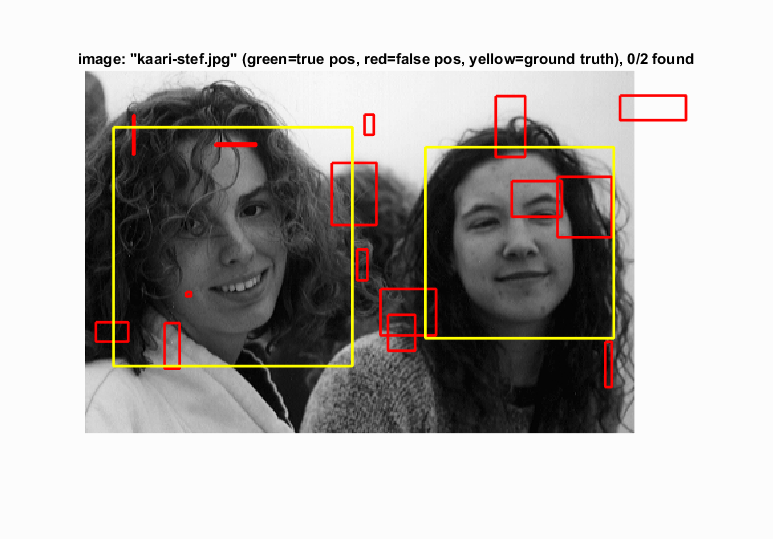 image: "kaari-stef.jpg" (green=true pos, red=false pos, yellow=ground truth), 0/2 found